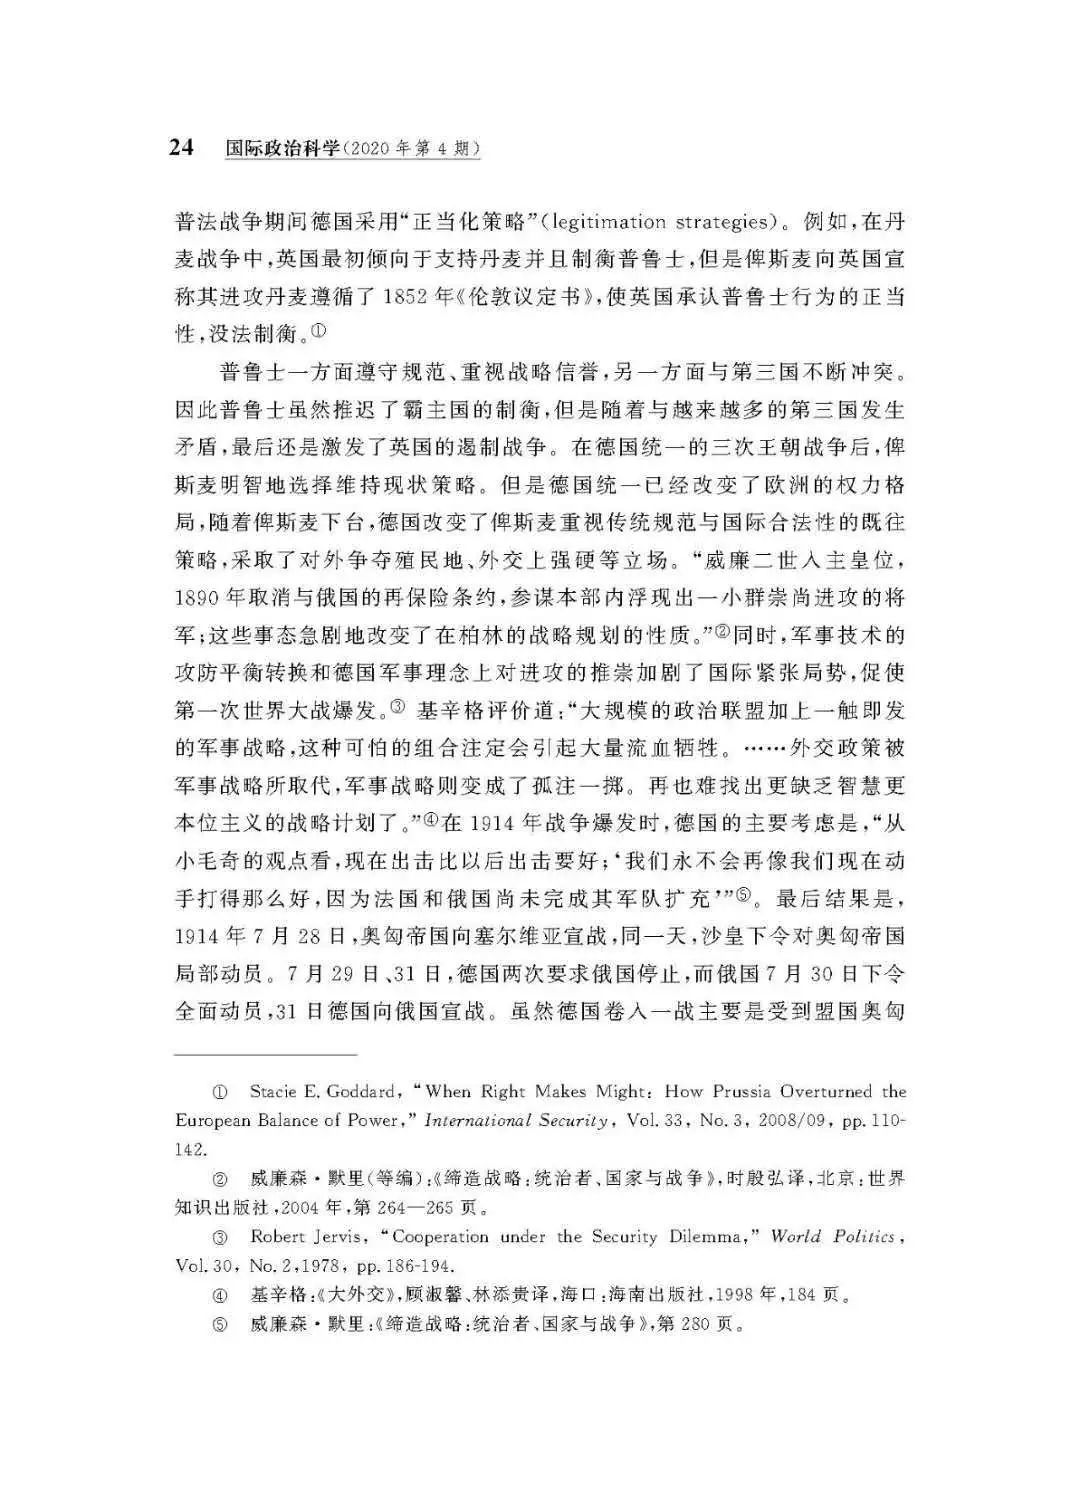 24 国际政治科学(2020 年第 4 期)
普法战争期间德国采用“正当化策略”(legitimation strategies)。例如,在丹
麦战争中,英国最初倾向于支持丹麦并且制衡普鲁士,但是俾斯麦向英国宣
称其进攻丹麦遵循了 1852 年《伦敦议定书》,使英国承认普鲁士行为的正当
性,没法制衡。①
普鲁士一方面遵守规范、重视战略信誉,另一方面与第三国不断冲突。
因此普鲁士虽然推迟了霸主国的制衡,但是随着与越来越多的第三国发生
矛盾,最后还是激发了英国的遏制战争。在德国统一的三次王朝战争后,俾
斯麦明智地选择维持现状策略。但是德国统一已经改变了欧洲的权力格
局,随着俾斯麦下台,德国改变了俾斯麦重视传统规范与国际合法性的既往
策略,采取了对外争夺殖民地、外交上强硬等立场。“威廉二世入主皇位,
1890 年取消与俄国的再保险条约,参谋本部内浮现出一小群崇尚进攻的将
军;这些事态急剧地改变了在柏林的战略规划的性质。”②同时,军事技术的
攻防平衡转换和德国军事理念上对进攻的推崇加剧了国际紧张局势,促使
第一次世界大战爆发。③ 基辛格评价道:“大规模的政治联盟加上一触即发
的军事战略,这种可怕的组合注定会引起大量流血牺牲。……外交政策被
军事战略所取代,军事战略则变成了孤注一掷。再也难找出更缺乏智慧更
本位主义的战略计划了。”④在 1914 年战争爆发时,德国的主要考虑是,“从
小毛奇的观点看,现在出击比以后出击要好;‘我们永不会再像我们现在动
手打得那么好,因为法国和俄国尚未完成其军队扩充’”⑤。最后结果是,
1914 年 7 月 28 日,奥匈帝国向塞尔维亚宣战,同一天,沙皇下令对奥匈帝国
局部动员。7 月 29 日、31 日,德国两次要求俄国停止,而俄国 7 月 30 日下令
全面动员,31 日德国向俄国宣战。虽然德国卷入一战主要是受到盟国奥匈
① Stacie E. Goddard, “When Right Makes Might: How Prussia Overturned the
European Balance of Power,” International Security, Vol. 33, No. 3, 2008/09, pp. 110-
142.
② 威廉森·默里(等编):《缔造战略:统治者、国家与战争》,时殷弘译,北京:世界
知识出版社,2004 年,第 264—265 页。
③ Robert Jervis, “Cooperation under the Security Dilemma,” World Politics,
Vol. 30, No. 2,1978, pp. 186-194.
④ 基辛格:《大外交》,顾淑馨、林添贵译,海口:海南出版社,1998 年,184 页。
⑤ 威廉森·默里:《缔造战略:统治者、国家与战争》,第 280 页。